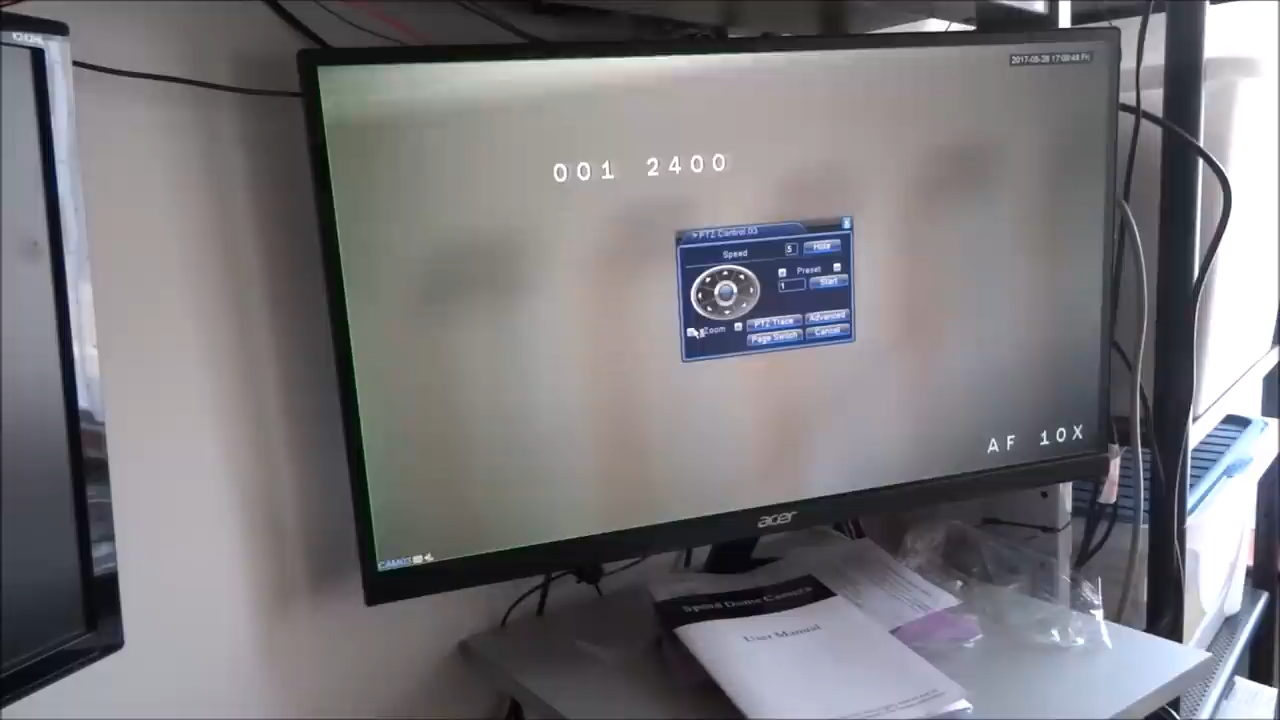 001 2400
PTZ Control 03
Speed
5
Hide
Preset
1
Start
Zoom
PTZ Trace
Advanced
Page Switch
Cancel
AF 10X
acer
Speed Dome Camera
User Manual